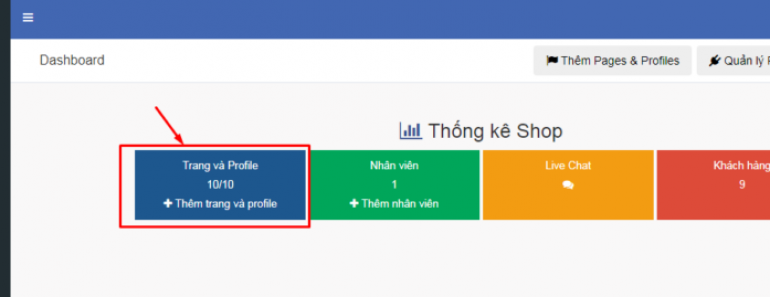 Dashboard
Thêm Pages & Profiles
Quản lý
Thống kê Shop
Trang và Profile
10/10
+ Thêm trang và profile
Nhân viên
1
+ Thêm nhân viên
Live Chat
Khách hàng
9